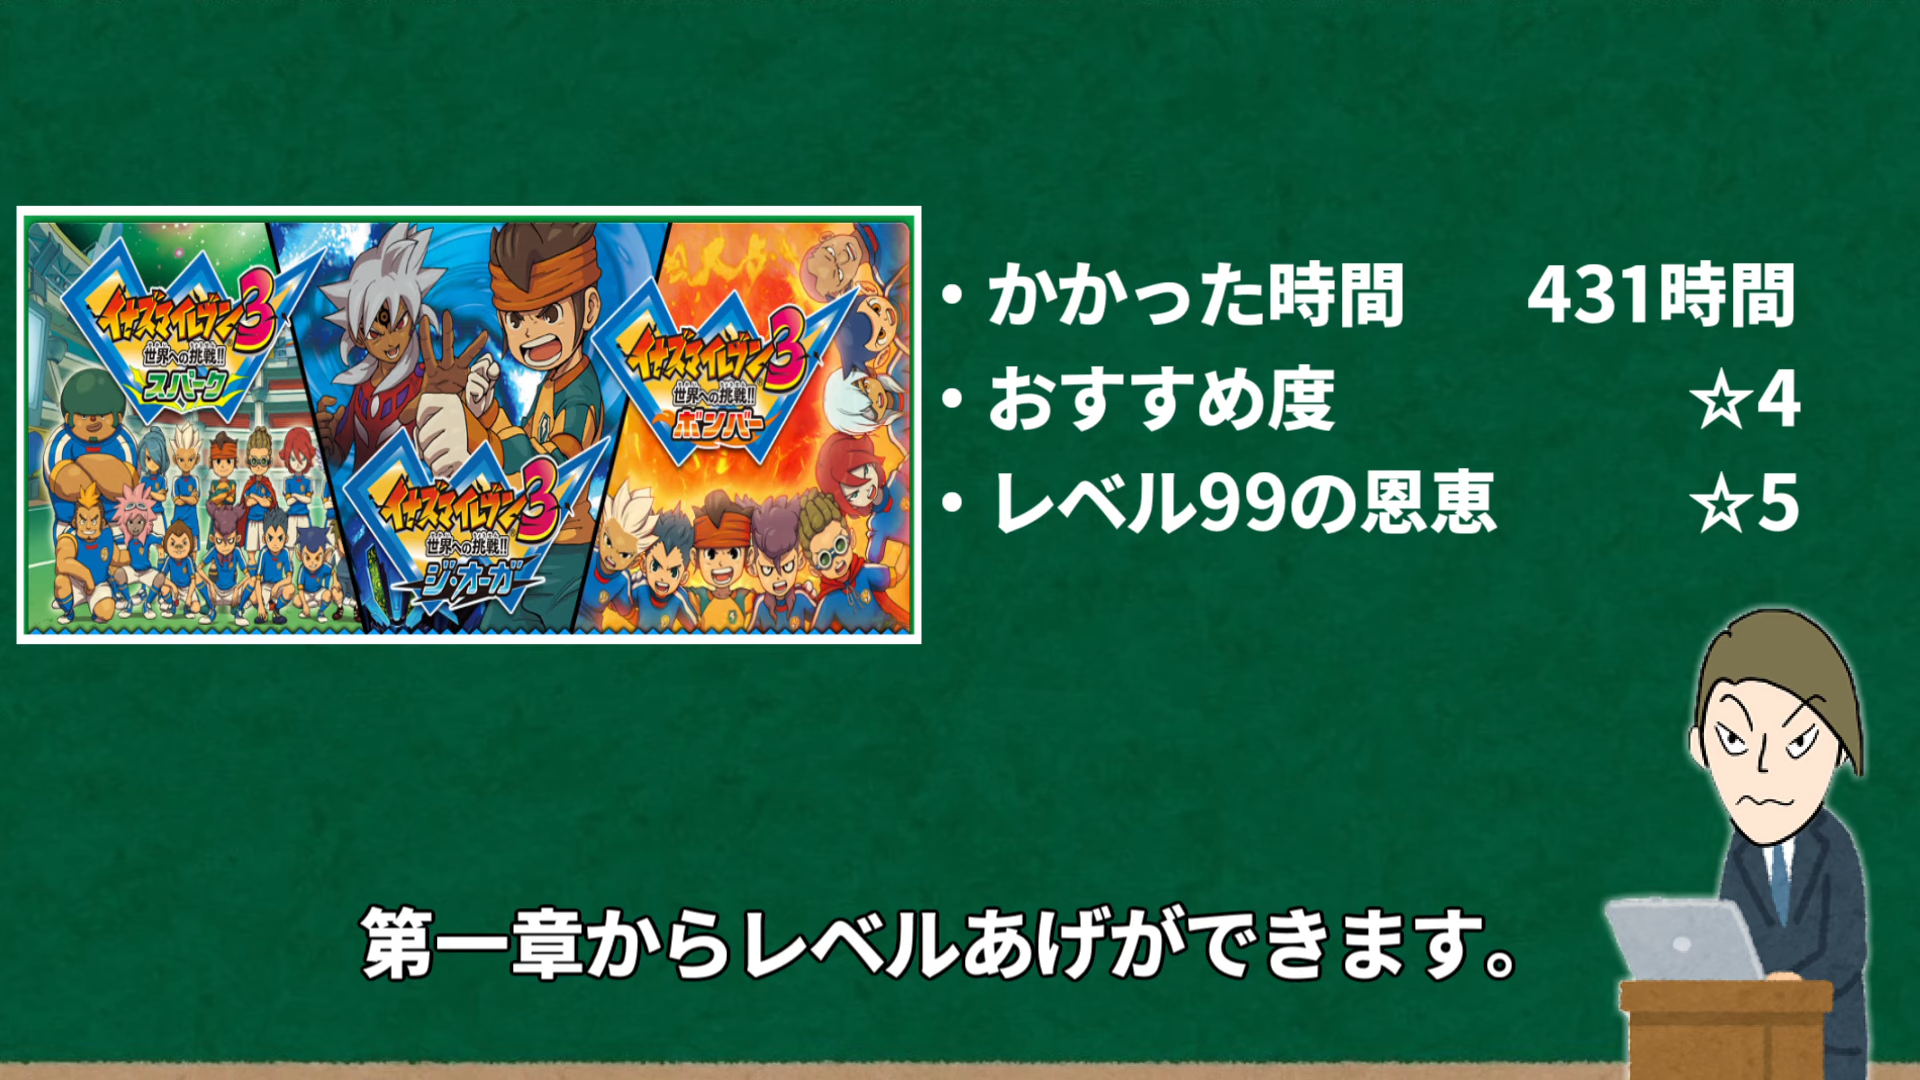 イナズマイレブン3
世界への挑戦!!
スパーク
イナズマイレブン3
世界への挑戦!!
ジ・オーガ
イナズマイレブン3
世界への挑戦!!
ボンバー
・かかった時間 431時間
・おすすめ度 ☆4
・レベル99の恩恵 ☆5
第一章からレベルあげができます。